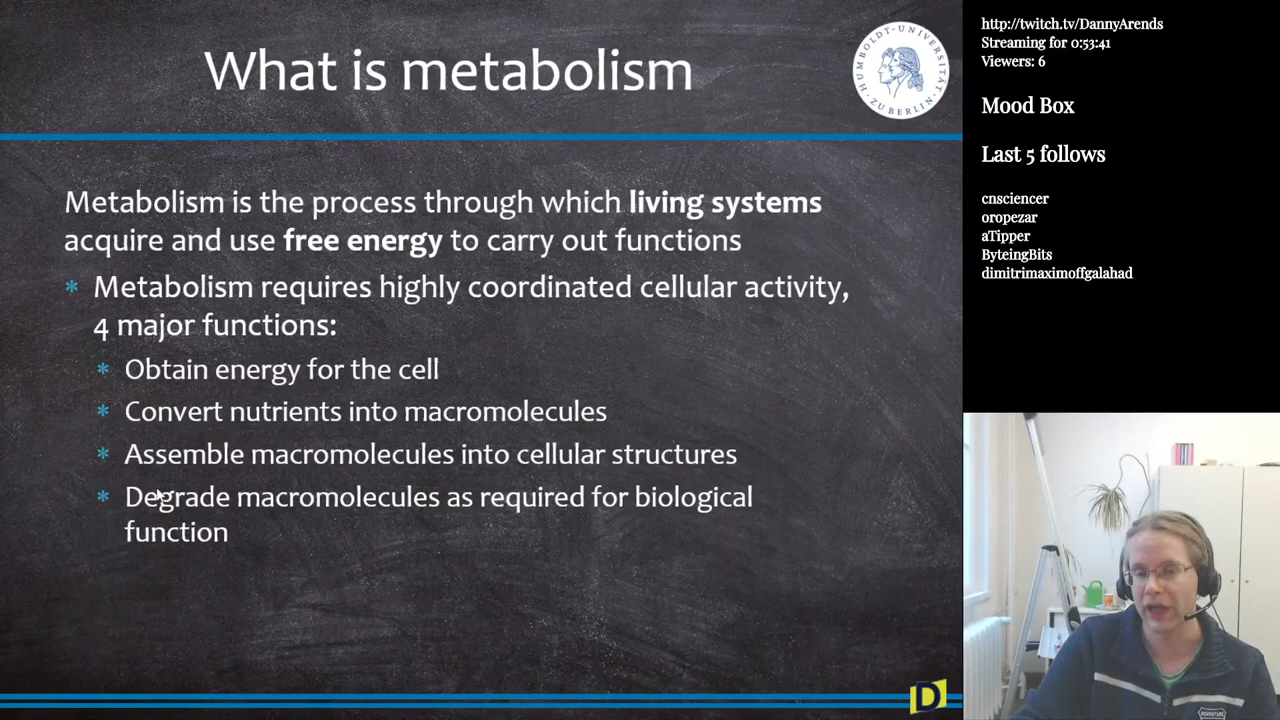 What is metabolism
HUMBOLDT-UNIVERSITÄT
ZU BERLIN
Metabolism is the process through which living systems
acquire and use free energy to carry out functions
* Metabolism requires highly coordinated cellular activity,
4 major functions:
* Obtain energy for the cell
* Convert nutrients into macromolecules
* Assemble macromolecules into cellular structures
* Degrade macromolecules as required for biological
function
D
http://twitch.tv/DannyArends
Streaming for 0:53:41
Viewers: 6
Mood Box
Last 5 follows
cnsciencer
oropezar
aTipper
ByteingBits
dimitrimaximoffgalahad